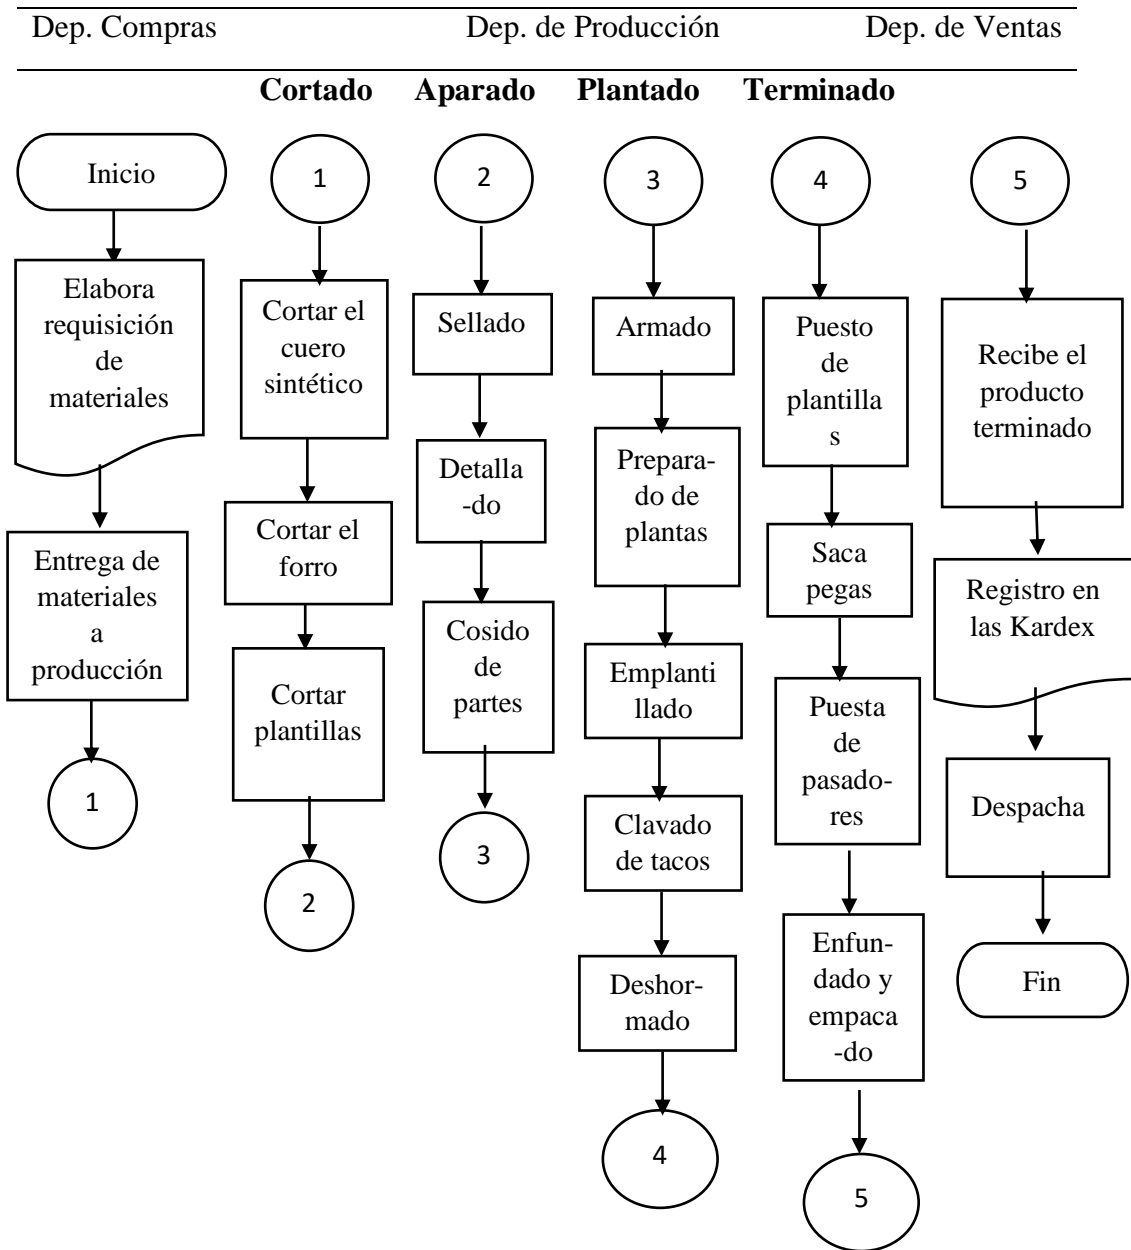 Dep. Compras
Dep. de Producción
Dep. de Ventas
Cortado
Aparado
Plantado
Terminado
Inicio
Elabora
requisición
de
materiales
Entrega de
materiales
a
producción
1
1
Cortar el
cuero
sintético
Cortar el
forro
Cortar
plantillas
2
2
Sellado
Detalla
-do
Cosido
de
partes
3
3
Armado
Prepara-
do de
plantas
Emplanti
llado
Clavado
de tacos
Deshor-
mado
4
4
Puesto
de
plantilla
s
Saca
pegas
Puesta
de
pasado-
res
Enfun-
dado y
empaca
-do
5
5
Recibe el
producto
terminado
Registro en
las Kardex
Despacha
Fin